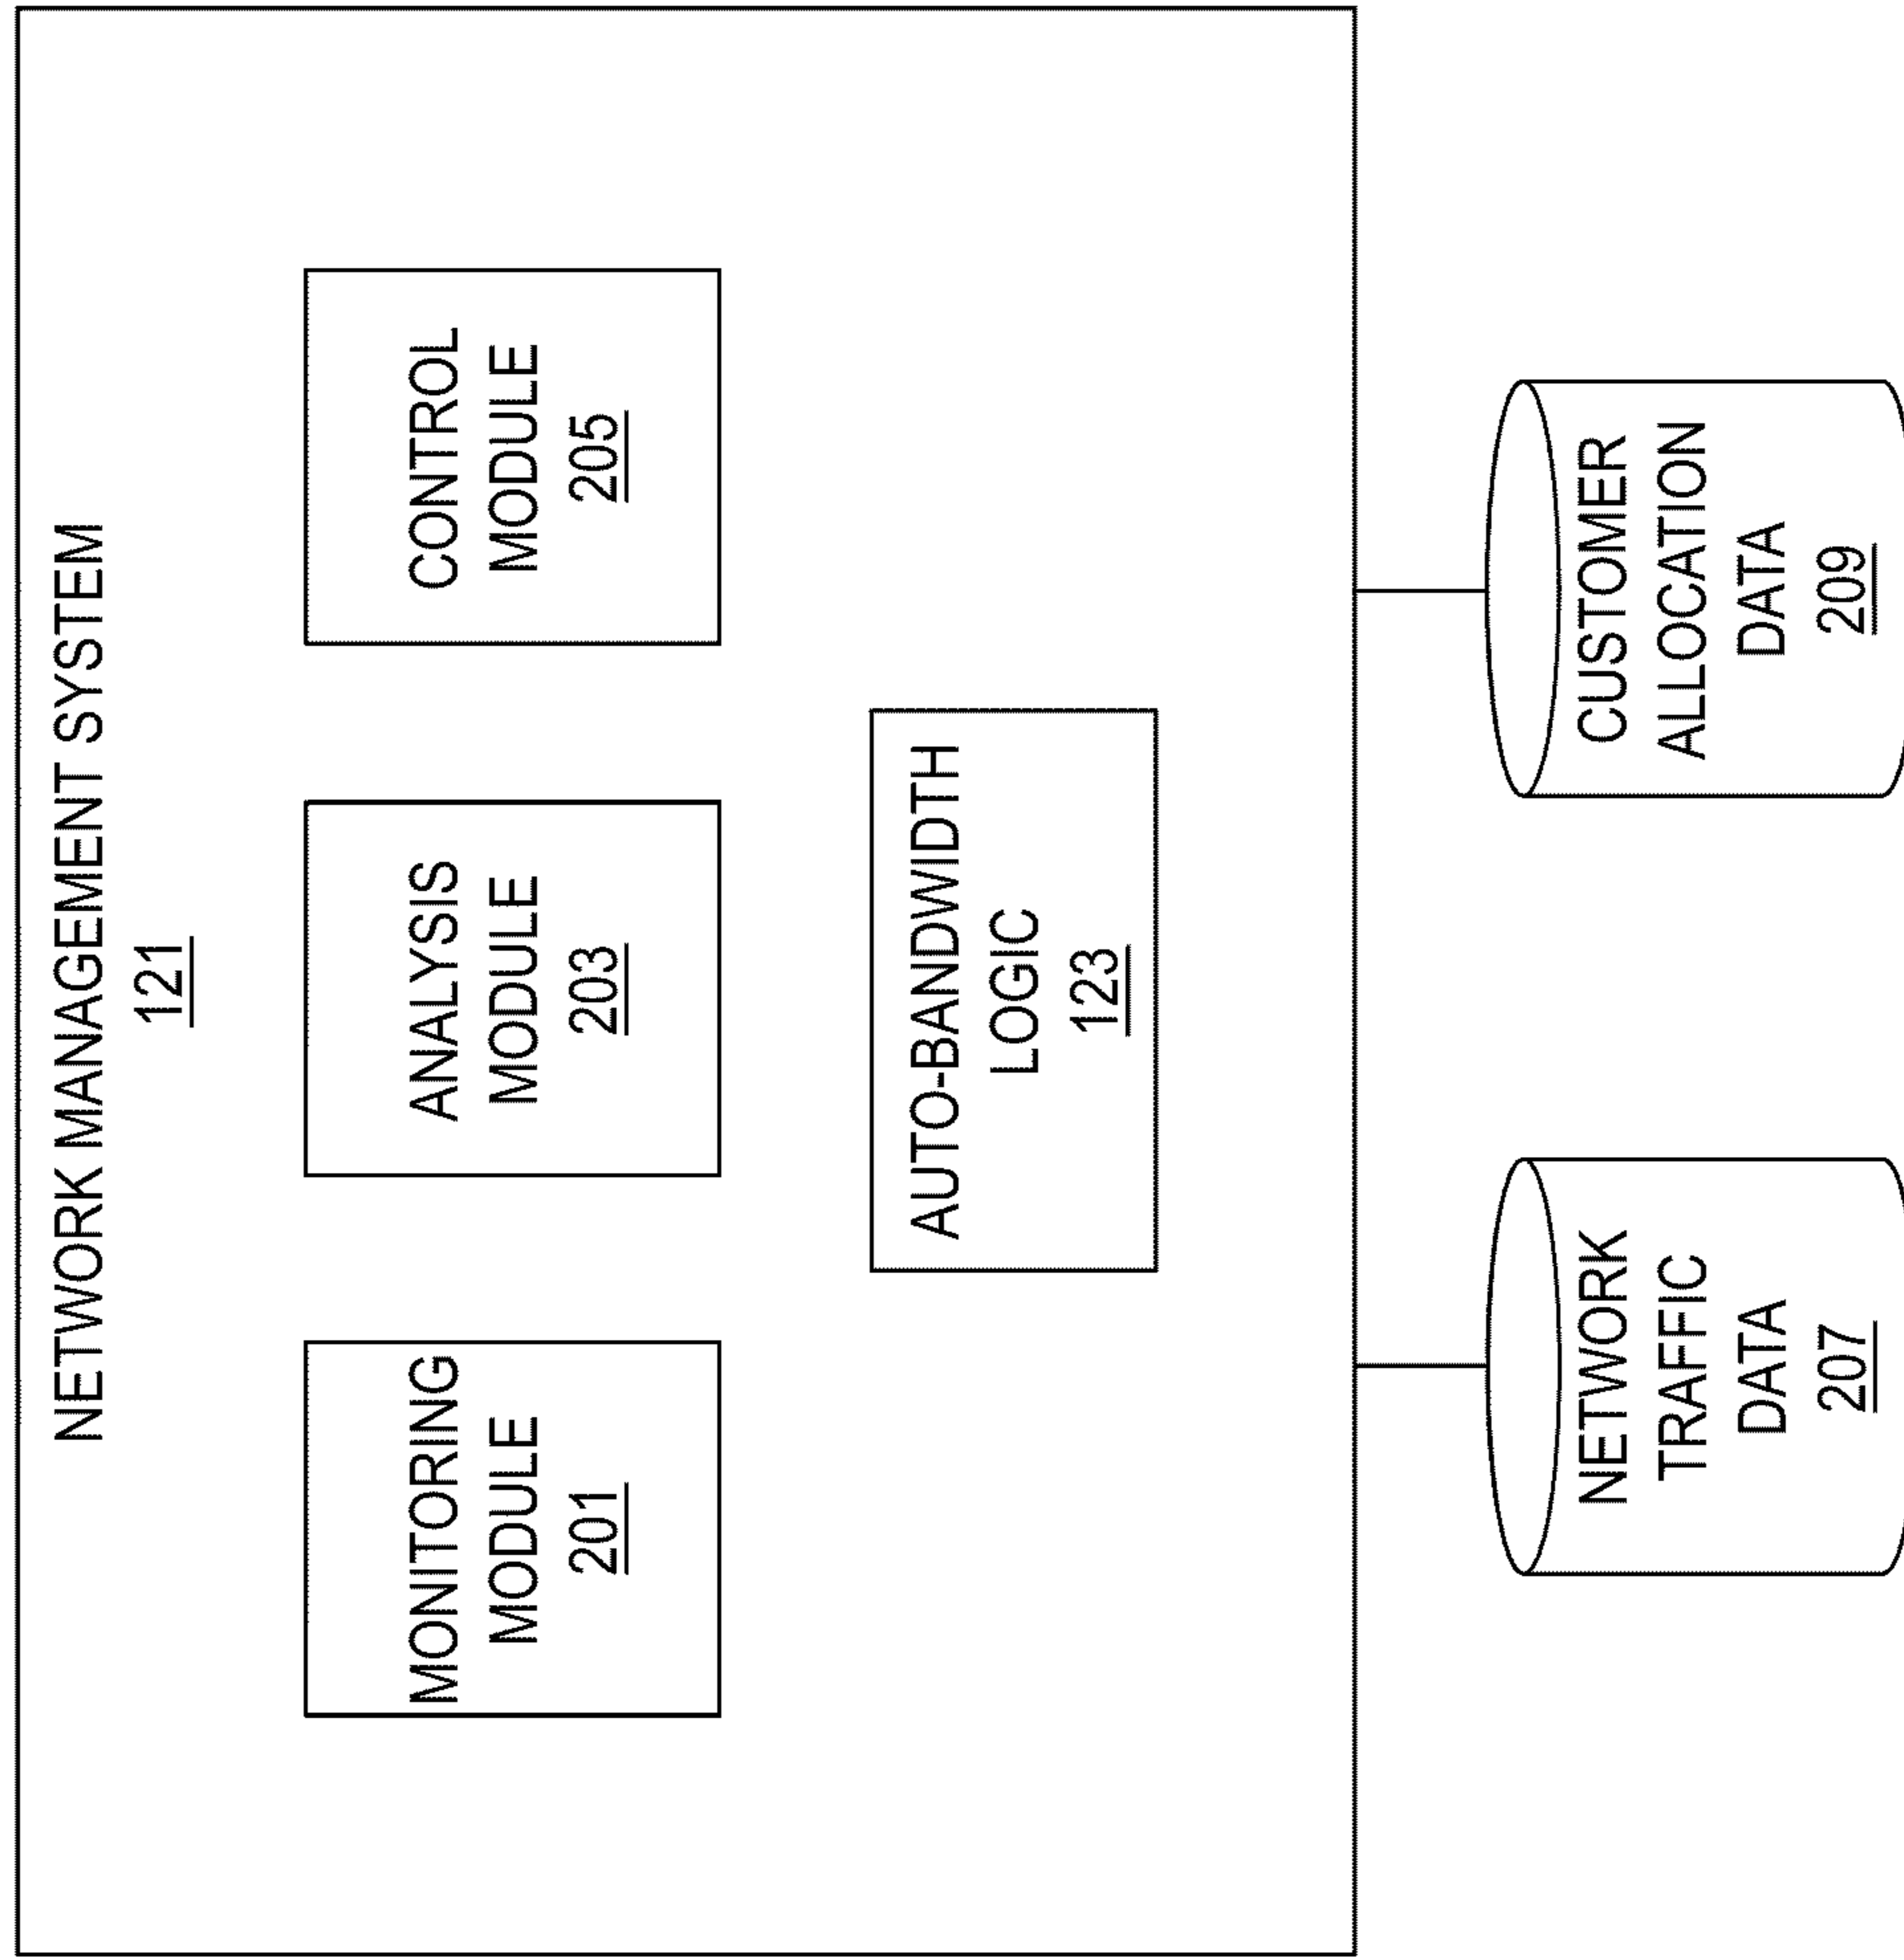 NETWORK MANAGEMENT SYSTEM
121
MONITORING
MODULE
201
ANALYSIS
MODULE
203
CONTROL
MODULE
205
AUTO-BANDWIDTH
LOGIC
123
NETWORK
TRAFFIC
DATA
207
CUSTOMER
ALLOCATION
DATA
209